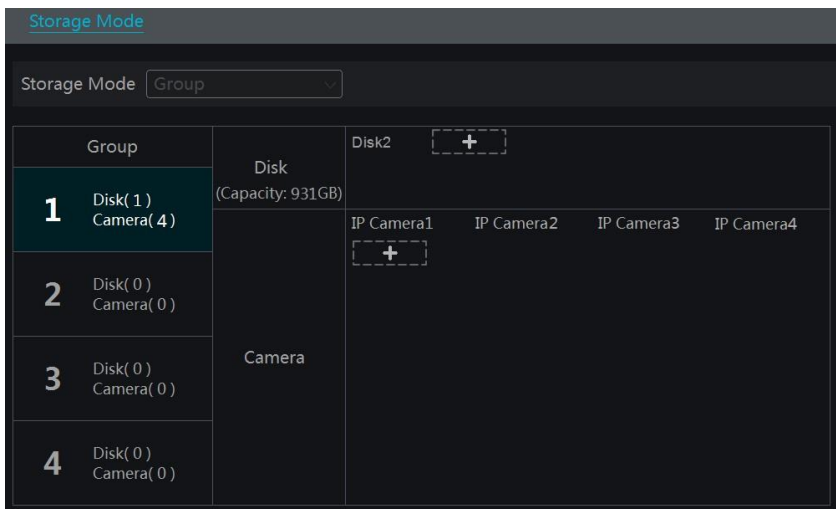 Storage Mode
Storage Mode Group
Group
1 Disk( 1 )
Camera( 4 )
2 Disk( 0 )
Camera( 0 )
3 Disk( 0 )
Camera( 0 )
4 Disk( 0 )
Camera( 0 )
Disk
(Capacity: 931GB)
Disk2 +
Camera
IP Camera1 IP Camera2 IP Camera3 IP Camera4
+